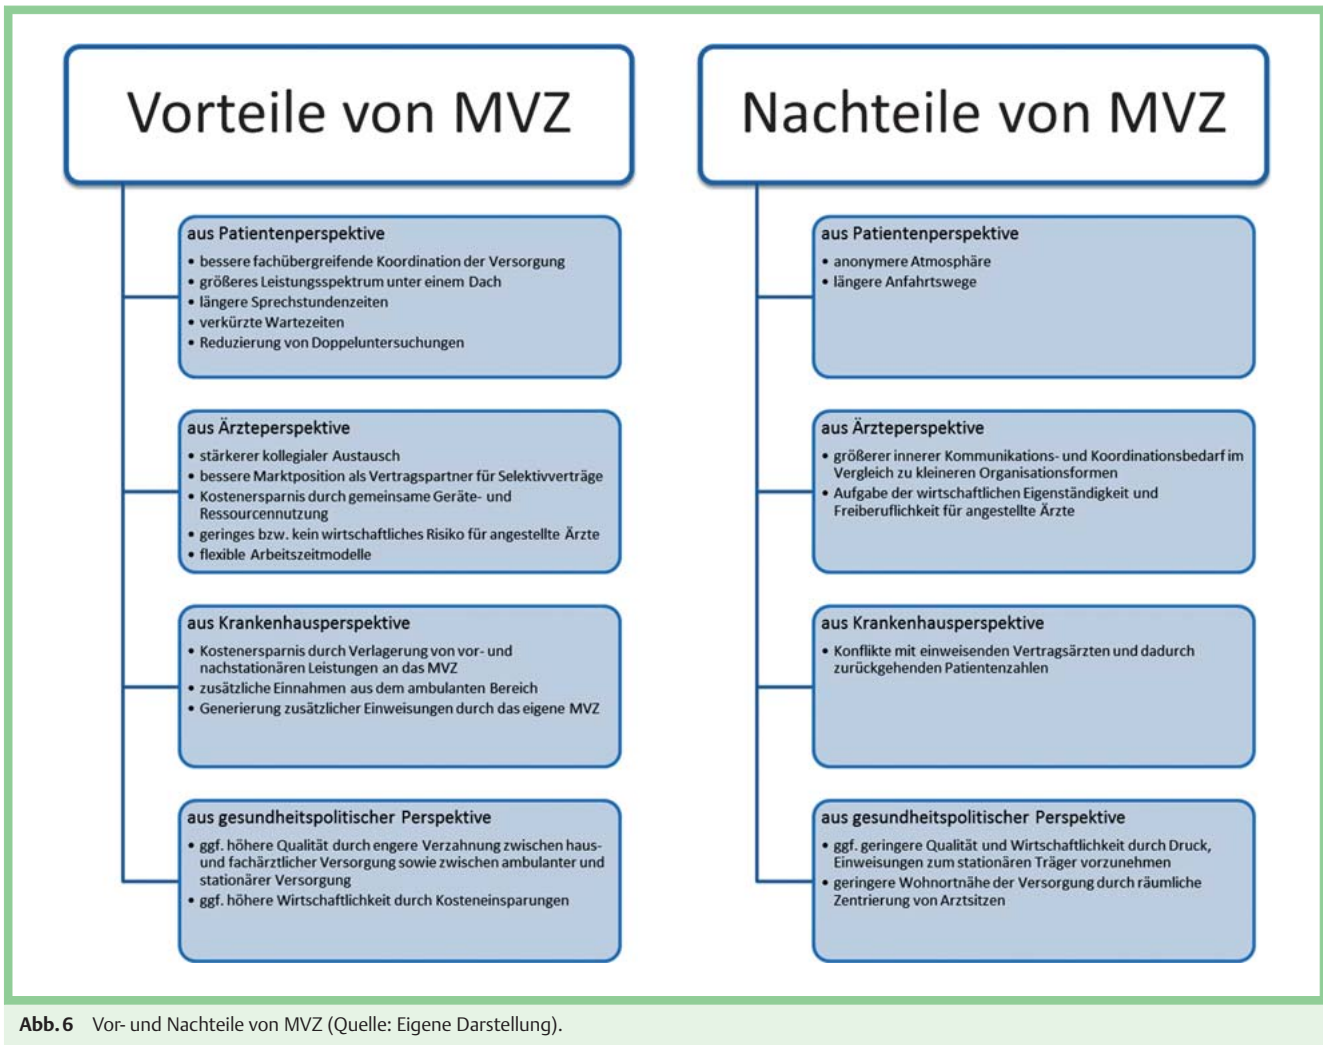 Vorteile von MVZ
aus Patientenperspektive
• bessere fachübergreifende Koordination der Versorgung
• größeres Leistungsspektrum unter einem Dach
• längere Sprechstundenzeiten
• verkürzte Wartezeiten
• Reduzierung von Doppeluntersuchungen
aus Ärzteperspektive
• stärkerer kollegialer Austausch
• bessere Marktposition als Vertragspartner für Selektivverträge
• Kostenersparnis durch gemeinsame Geräte- und
Ressourcennutzung
• geringes bzw. kein wirtschaftliches Risiko für angestellte Ärzte
• flexible Arbeitszeitmodelle
aus Krankenhausperspektive
• Kostenersparnis durch Verlagerung von vor- und
nachstationären Leistungen an das MVZ
• zusätzliche Einnahmen aus dem ambulanten Bereich
• Generierung zusätzlicher Einweisungen durch das eigene MVZ
aus gesundheitspolitischer Perspektive
• ggf. höhere Qualität durch engere Verzahnung zwischen haus-
und fachärztlicher Versorgung sowie zwischen ambulanter und
stationärer Versorgung
• ggf. höhere Wirtschaftlichkeit durch Kosteneinsparungen
Nachteile von MVZ
aus Patientenperspektive
• anonymere Atmosphäre
• längere Anfahrtswege
aus Ärzteperspektive
• größerer innerer Kommunikations- und Koordinationsbedarf im
Vergleich zu kleineren Organisationsformen
• Aufgabe der wirtschaftlichen Eigenständigkeit und
Freiberuflichkeit für angestellte Ärzte
aus Krankenhausperspektive
• Konflikte mit einweisenden Vertragsärzten und dadurch
zurückgehenden Patientenzahlen
aus gesundheitspolitischer Perspektive
• ggf. geringere Qualität und Wirtschaftlichkeit durch Druck,
Einweisungen zum stationären Träger vorzunehmen
• geringere Wohnortnähe der Versorgung durch räumliche
Zentrierung von Arztsitzen
Abb. 6 Vor- und Nachteile von MVZ (Quelle: Eigene Darstellung).